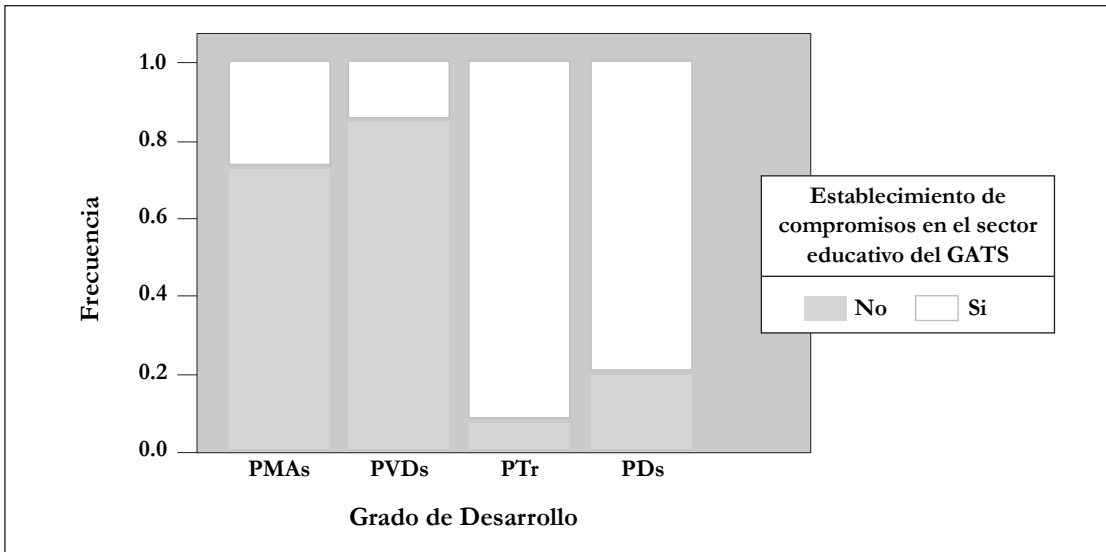 1.0
0.8
0.6
0.4
0.2
0.0
Frecuencia
PMAs PVDs PTr PDs
Grado de Desarrollo
Establecimiento de
compromisos en el sector
educativo del GATS
No Si